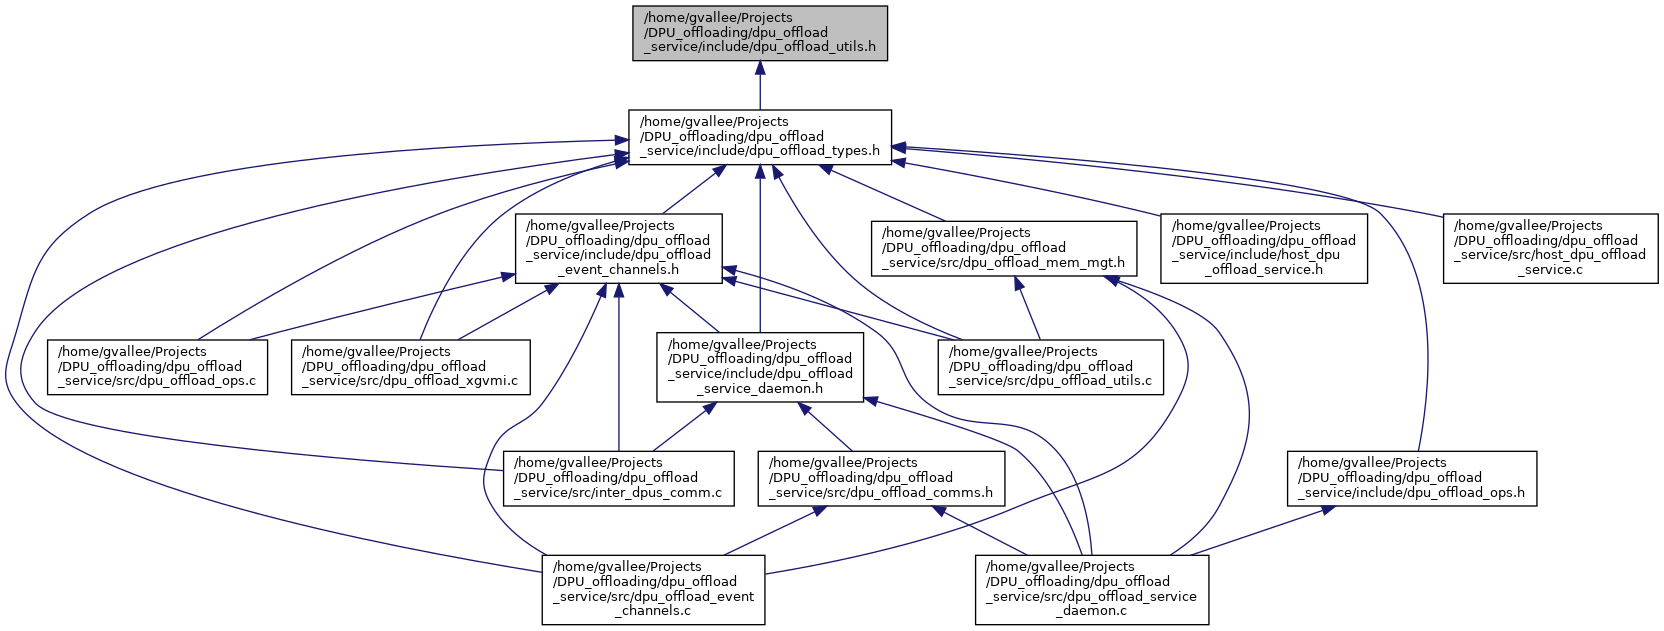 /home/gvallee/Projects
/DPU_offloading/dpu_offload
_service/include/dpu_offload_utils.h
/home/gvallee/Projects
/DPU_offloading/dpu_offload
_service/include/dpu_offload_types.h
/home/gvallee/Projects
/DPU_offloading/dpu_offload
_service/include/dpu_offload
_event_channels.h
/home/gvallee/Projects
/DPU_offloading/dpu_offload
_service/src/dpu_offload_mem_mgt.h
/home/gvallee/Projects
/DPU_offloading/dpu_offload
_service/include/host_dpu
_offload_service.h
/home/gvallee/Projects
/DPU_offloading/dpu_offload
_service/src/host_dpu_offload
_service.c
/home/gvallee/Projects
/DPU_offloading/dpu_offload
_service/src/dpu_offload_ops.c
/home/gvallee/Projects
/DPU_offloading/dpu_offload
_service/src/dpu_offload_xgvmi.c
/home/gvallee/Projects
/DPU_offloading/dpu_offload
_service/include/dpu_offload
_service_daemon.h
/home/gvallee/Projects
/DPU_offloading/dpu_offload
_service/src/dpu_offload_utils.c
/home/gvallee/Projects
/DPU_offloading/dpu_offload
_service/src/inter_dpus_comm.c
/home/gvallee/Projects
/DPU_offloading/dpu_offload
_service/src/dpu_offload_comms.h
/home/gvallee/Projects
/DPU_offloading/dpu_offload
_service/include/dpu_offload_ops.h
/home/gvallee/Projects
/DPU_offloading/dpu_offload
_service/src/dpu_offload_event
_channels.c
/home/gvallee/Projects
/DPU_offloading/dpu_offload
_service/src/dpu_offload_service
_daemon.c